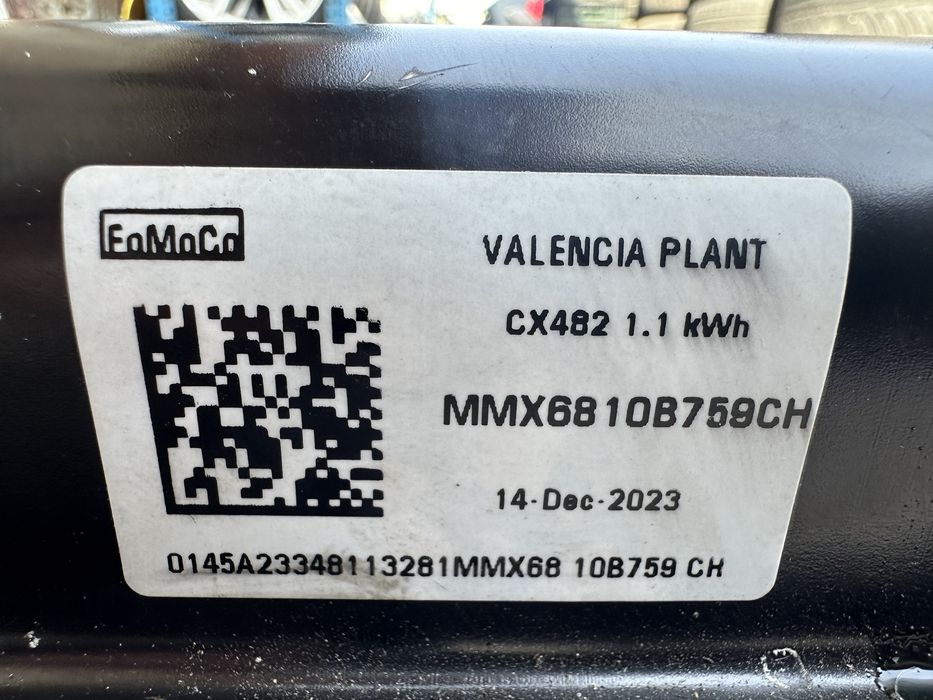 FoMoCo
VALENCIA PLANT
CX482 1.1 kWh
MMX6810B759CH
14-Dec-2023
0145A23348113281MMX68 10B759 CH